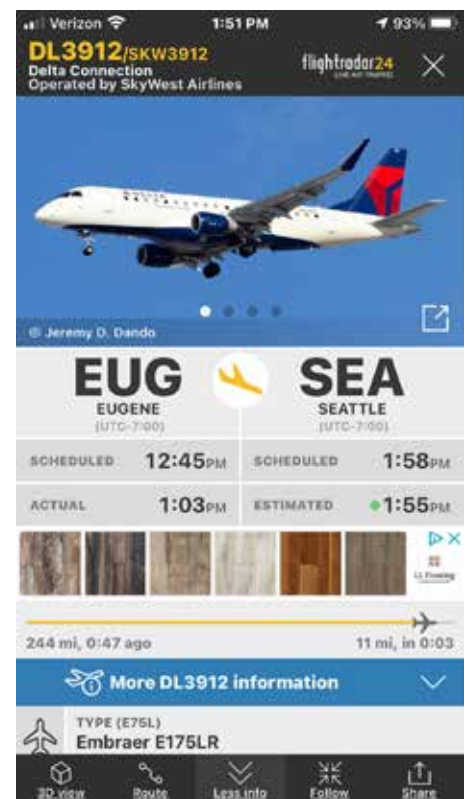 Verizon 1:51 PM 93%
DL3912/SKW3912
Delta Connection
Operated by SkyWest Airlines
flightradar24
LIVE AIR TRAFFIC
© Jeremy D. Dando
EUG SEA
EUGENE SEATTLE
(UTC-7:00) (UTC-7:00)
SCHEDULED 12:45PM SCHEDULED 1:58PM
ACTUAL 1:03PM ESTIMATED 1:55PM
LL Flooring
244 mi, 0:47 ago 11 mi, in 0:03
More DL3912 information
TYPE (E75L)
Embraer E175LR
3D view Route Less info Follow Share